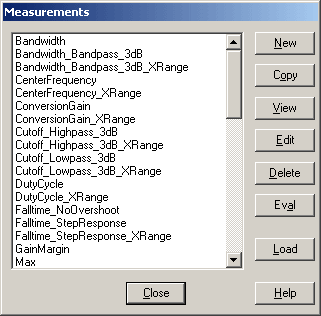 Measurements
Bandwidth
Bandwidth_Bandpass_3dB
Bandwidth_Bandpass_3dB_XRange
CenterFrequency
CenterFrequency_XRange
ConversionGain
ConversionGain_XRange
Cutoff_Highpass_3dB
Cutoff_Highpass_3dB_XRange
Cutoff_Lowpass_3dB
Cutoff_Lowpass_3dB_XRange
DutyCycle
DutyCycle_XRange
Falltime_NoOvershoot
Falltime_StepResponse
Falltime_StepResponse_XRange
GainMargin
Max
New
Copy
View
Edit
Delete
Eval
Load
Close
Help